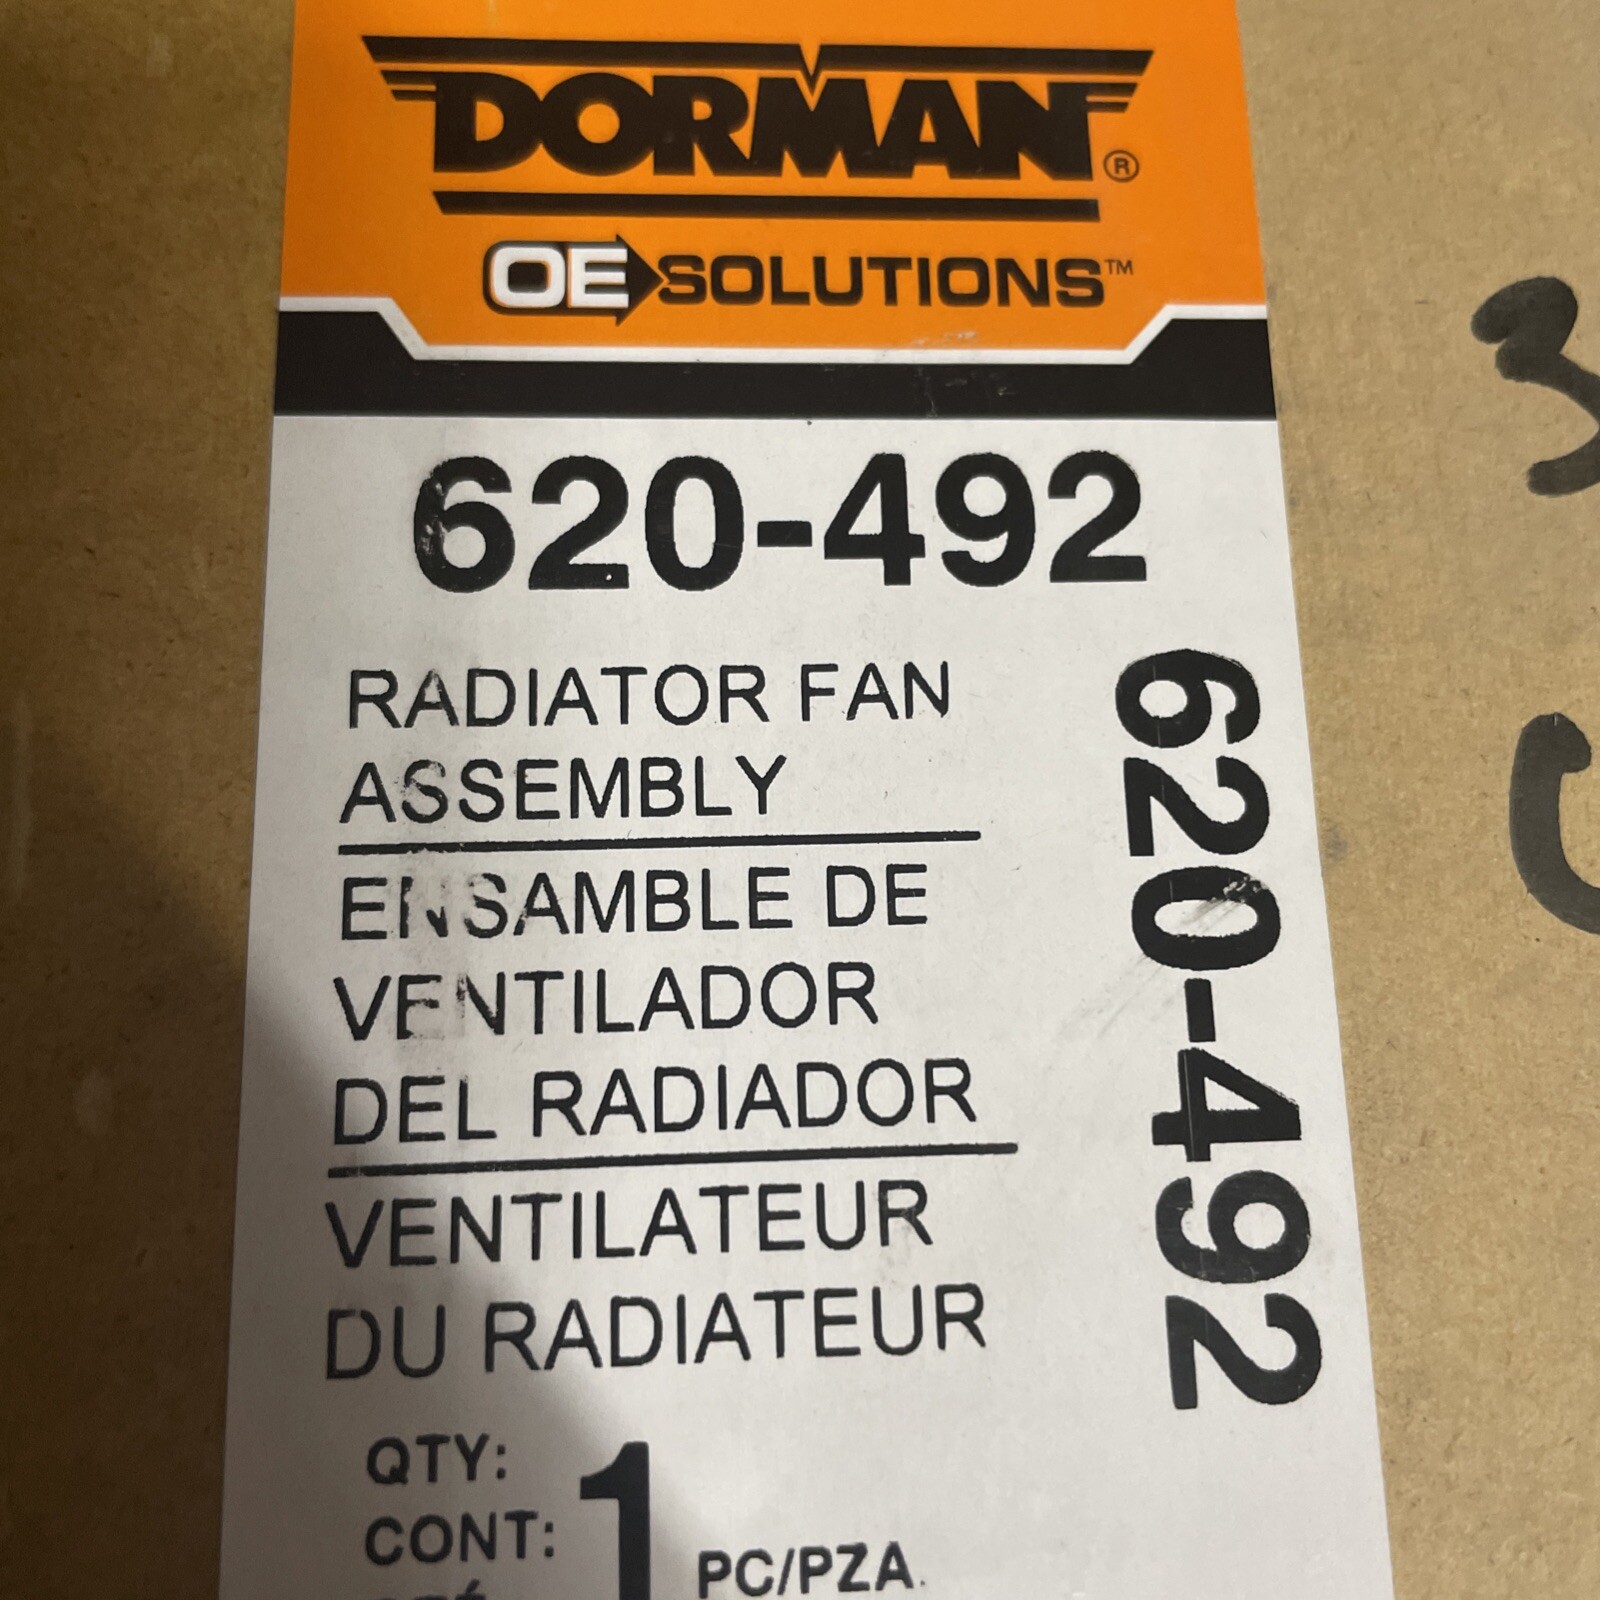 DORMAN®
OE SOLUTIONS™
620-492
RADIATOR FAN
ASSEMBLY
ENSAMBLE DE
VENTILADOR
DEL RADIADOR
VENTILATEUR
DU RADIATEUR
620-492
QTY:
CONT:
1 PC/PZA.